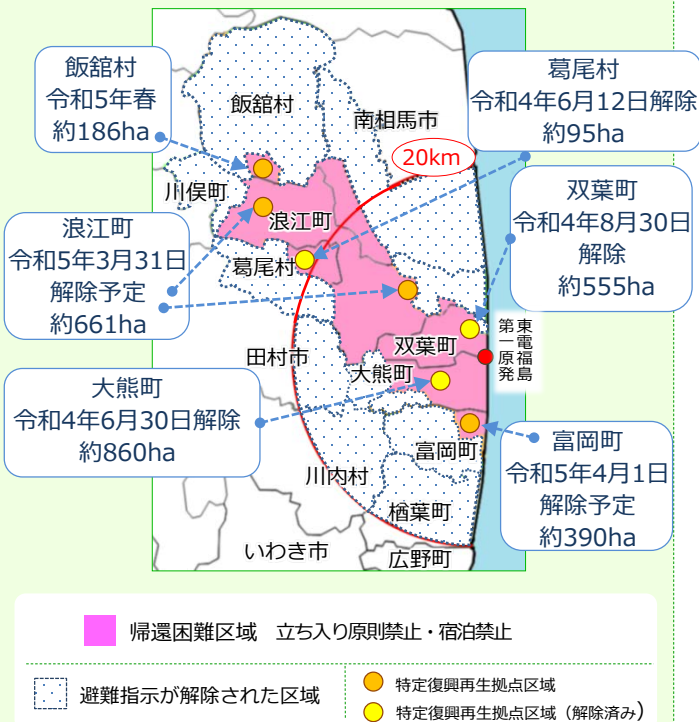 飯舘村
令和5年春
約186ha
葛尾村
令和4年6月12日解除
約95ha
飯舘村
南相馬市
20km
川俣町
浪江町
双葉町
令和4年8月30日
解除
約555ha
浪江町
令和5年3月31日
解除予定
約661ha
葛尾村
東電福島
第一原発
双葉町
田村市
大熊町
大熊町
令和4年6月30日解除
約860ha
富岡町
富岡町
令和5年4月1日
解除予定
約390ha
川内村
楢葉町
いわき市
広野町
帰還困難区域 立ち入り原則禁止・宿泊禁止
避難指示が解除された区域
特定復興再生拠点区域
特定復興再生拠点区域（解除済み）